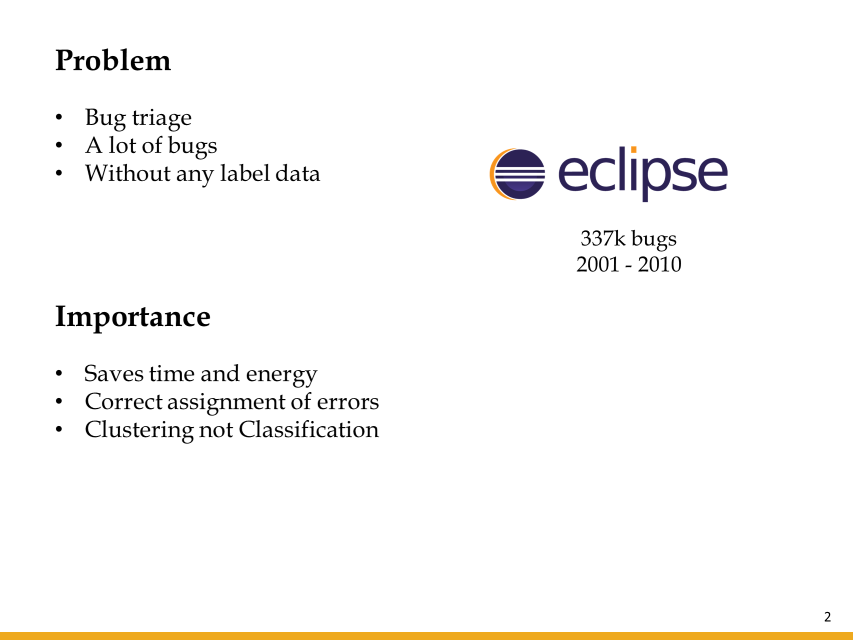 Problem
• Bug triage
• A lot of bugs
• Without any label data
eclipse
337k bugs
2001 - 2010
Importance
• Saves time and energy
• Correct assignment of errors
• Clustering not Classification
2